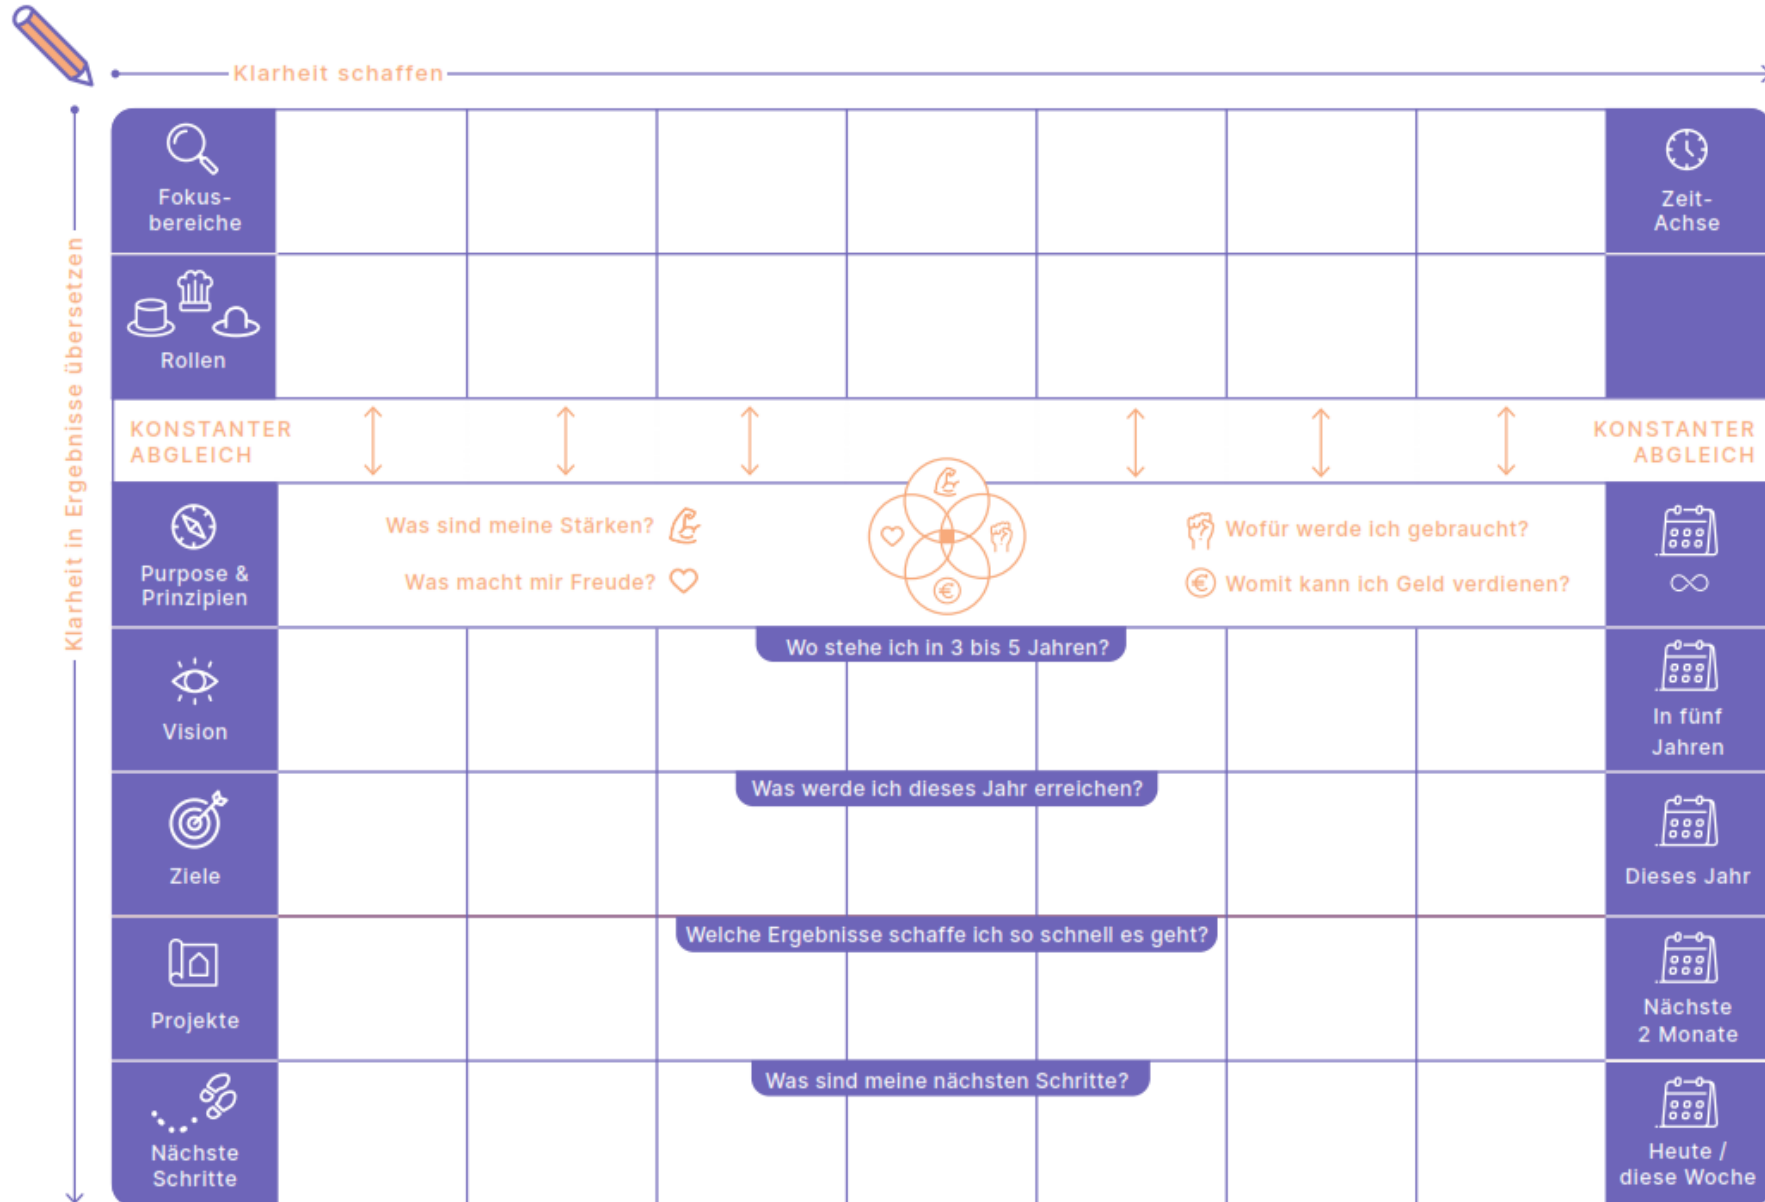 Klarheit schaffen
Klarheit in Ergebnisse übersetzen
Fokus-
bereiche
Zeit-
Achse
Rollen
KONSTANTER
ABGLEICH
KONSTANTER
ABGLEICH
Purpose &
Prinzipien
Was sind meine Stärken?
Was macht mir Freude?
€
Wofür werde ich gebraucht?
€ Womit kann ich Geld verdienen?
∞
Wo stehe ich in 3 bis 5 Jahren?
Vision
In fünf
Jahren
Was werde ich dieses Jahr erreichen?
Ziele
Dieses Jahr
Welche Ergebnisse schaffe ich so schnell es geht?
Projekte
Nächste
2 Monate
Was sind meine nächsten Schritte?
Nächste
Schritte
Heute /
diese Woche